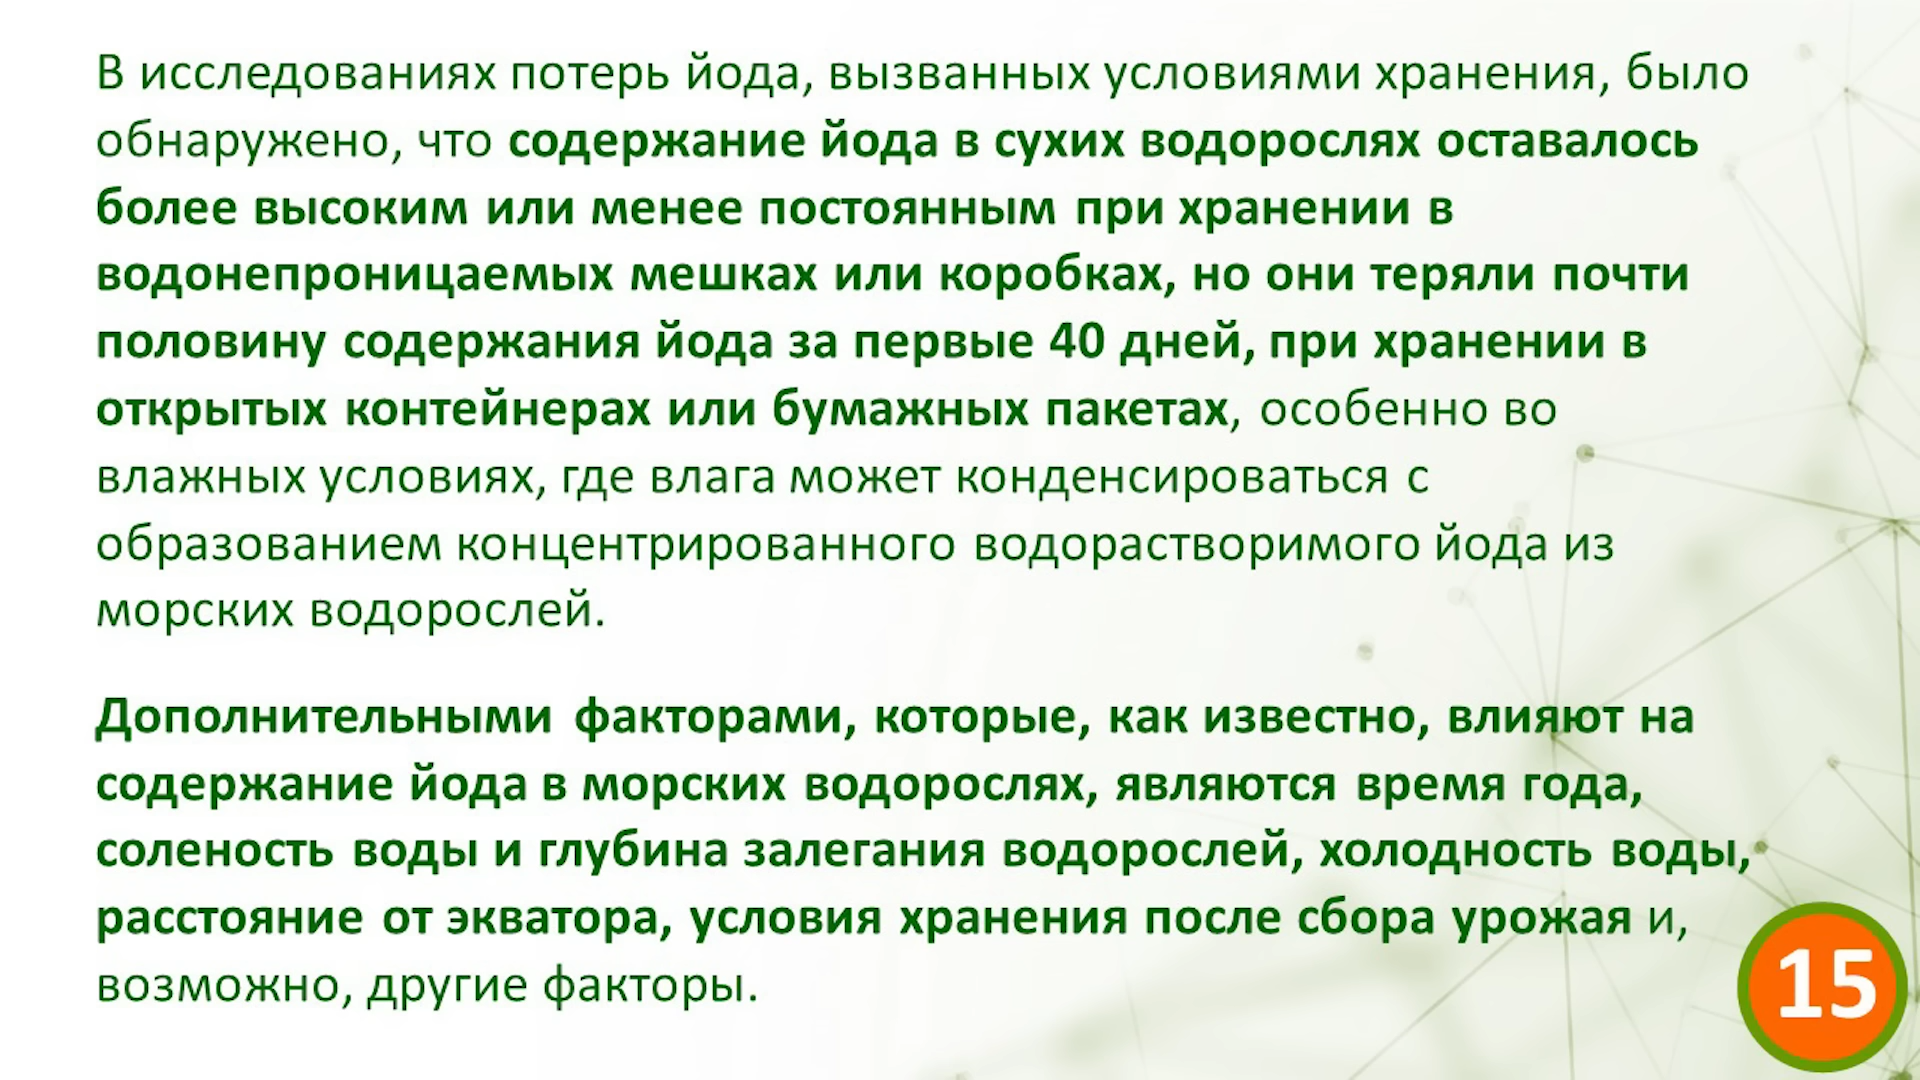 В исследованиях потерь йода, вызванных условиями хранения, было
обнаружено, что содержание йода в сухих водорослях оставалось
более высоким или менее постоянным при хранении в
водонепроницаемых мешках или коробках, но они теряли почти
половину содержания йода за первые 40 дней, при хранении в
открытых контейнерах или бумажных пакетах, особенно во
влажных условиях, где влага может конденсироваться с
образованием концентрированного водорастворимого йода из
морских водорослей.
Дополнительными факторами, которые, как известно, влияют на
содержание йода в морских водорослях, являются время года,
соленость воды и глубина залегания водорослей, холодность воды,
расстояние от экватора, условия хранения после сбора урожая и,
возможно, другие факторы.
15